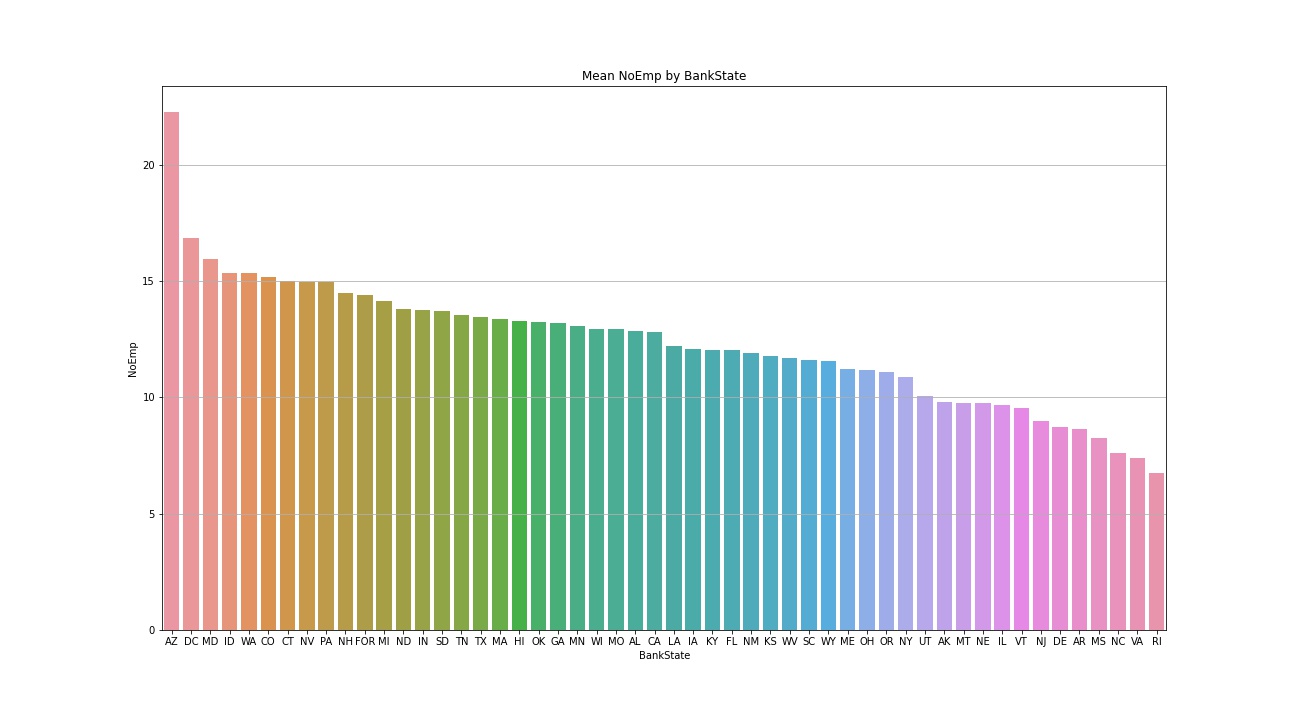 Mean NoEmp by BankState
NoEmp
20
15
10
5
0
AZ DC MD ID WA CO CT NV PA NH FOR MI ND IN SD TN TX MA HI OK GA MN WI MO AL CA LA IA KY FL NM KS WV SC WY ME OH OR NY UT AK MT NE IL VT NJ DE AR MS NC VA RI
BankState